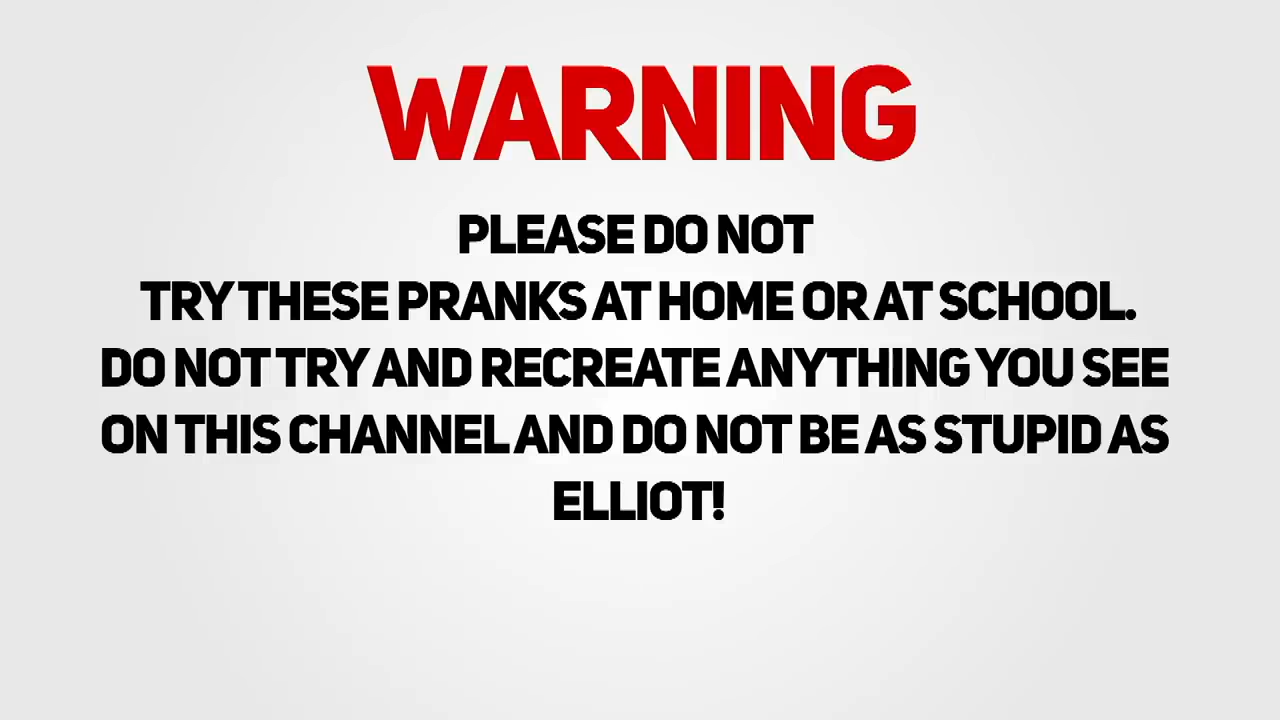 WARNING
PLEASE DO NOT
TRY THESE PRANKS AT HOME OR AT SCHOOL.
DO NOT TRY AND RECREATE ANYTHING YOU SEE
ON THIS CHANNEL AND DO NOT BE AS STUPID AS
ELLIOT!